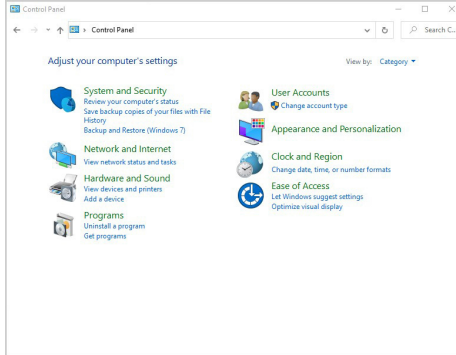 Control Panel
Control Panel
Search C...
Adjust your computer's settings
View by: Category
System and Security
Review your computer's status
Save backup copies of your files with File
History
Backup and Restore (Windows 7)
Network and Internet
View network status and tasks
Hardware and Sound
View devices and printers
Add a device
Programs
Uninstall a program
Get programs
User Accounts
Change account type
Appearance and Personalization
Clock and Region
Change date, time, or number formats
Ease of Access
Let Windows suggest settings
Optimize visual display